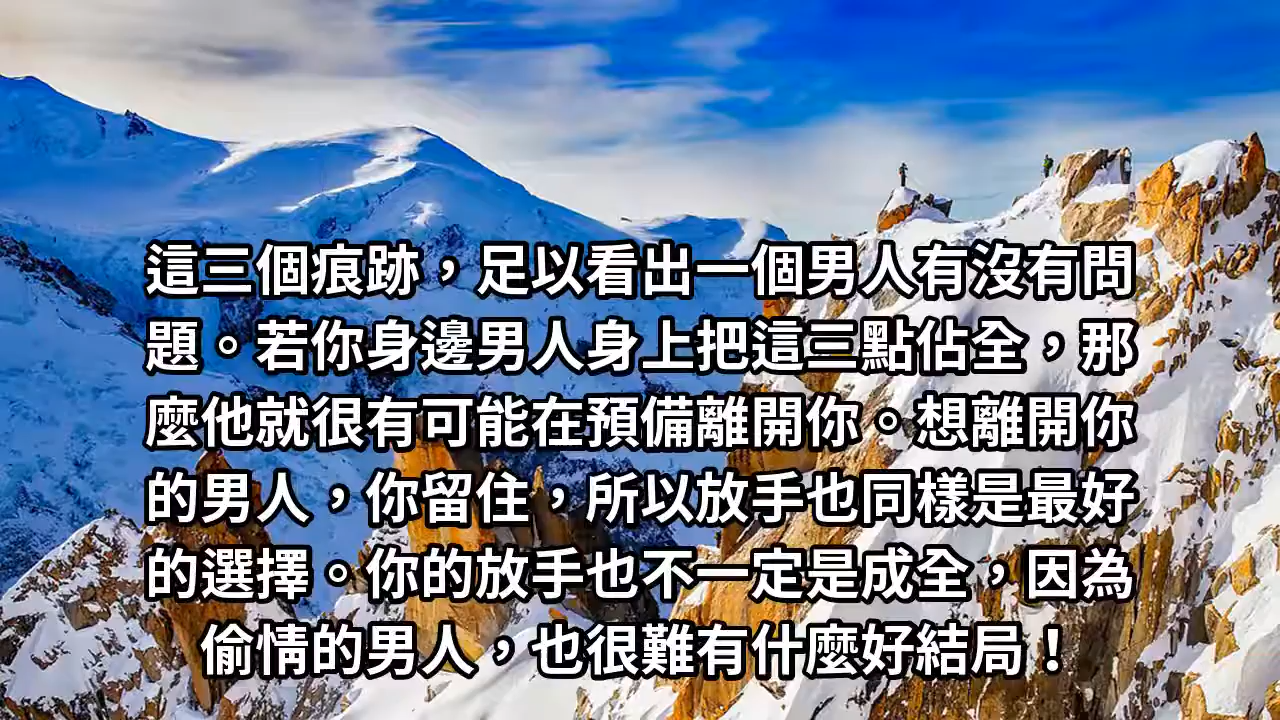 這三個痕跡，足以看出一個男人有沒有問
題。若你身邊男人身上把這三點佔全，那
麼他就很有可能在預備離開你。想離開你
的男人，你留住，所以放手也同樣是最好
的選擇。你的放手也不一定是成全，因為
偷情的男人，也很難有什麼好結局！